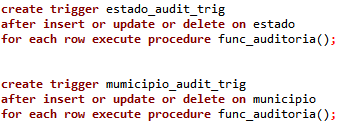 create trigger estado_audit_trig
after insert or update or delete on estado
for each row execute procedure func_auditoria();
create trigger mumicipio_audit_trig
after insert or update or delete on municipio
for each row execute procedure func_auditoria();